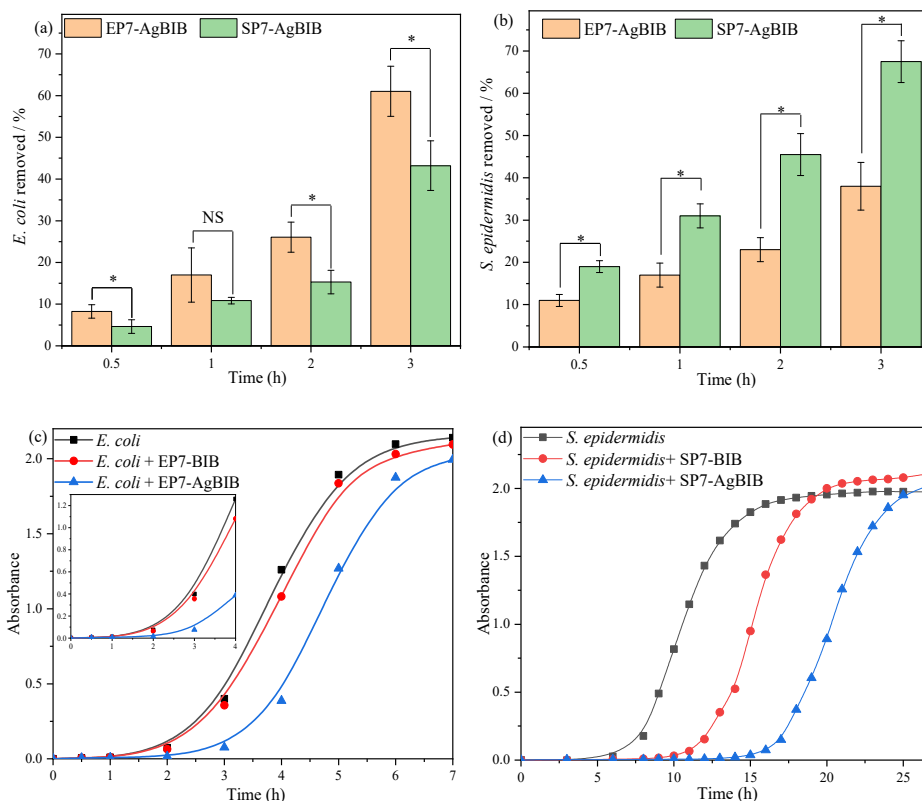 (a) EP7-AgBIB SP7-AgBIB
E. coli removed / %
0 10 20 30 40 50 60
* NS * *
0.5 1 2 3
Time (h)
(b) EP7-AgBIB SP7-AgBIB
S. epidermidis removed / %
0 10 20 30 40 50 60 70
* * * *
0.5 1 2 3
Time (h)
(c) E. coli
E. coli + EP7-BIB
E. coli + EP7-AgBIB
Absorbance
0.0 0.5 1.0 1.5 2.0
0 1 2 3 4 5 6 7
Time (h)
0.0 0.2 0.4 0.6 0.8 1.0 1.2
0 1 2 3 4
(d) S. epidermidis
S. epidermidis+ SP7-BIB
S. epidermidis+ SP7-AgBIB
Absorbance
0.0 0.5 1.0 1.5 2.0
0 5 10 15 20 25
Time (h)